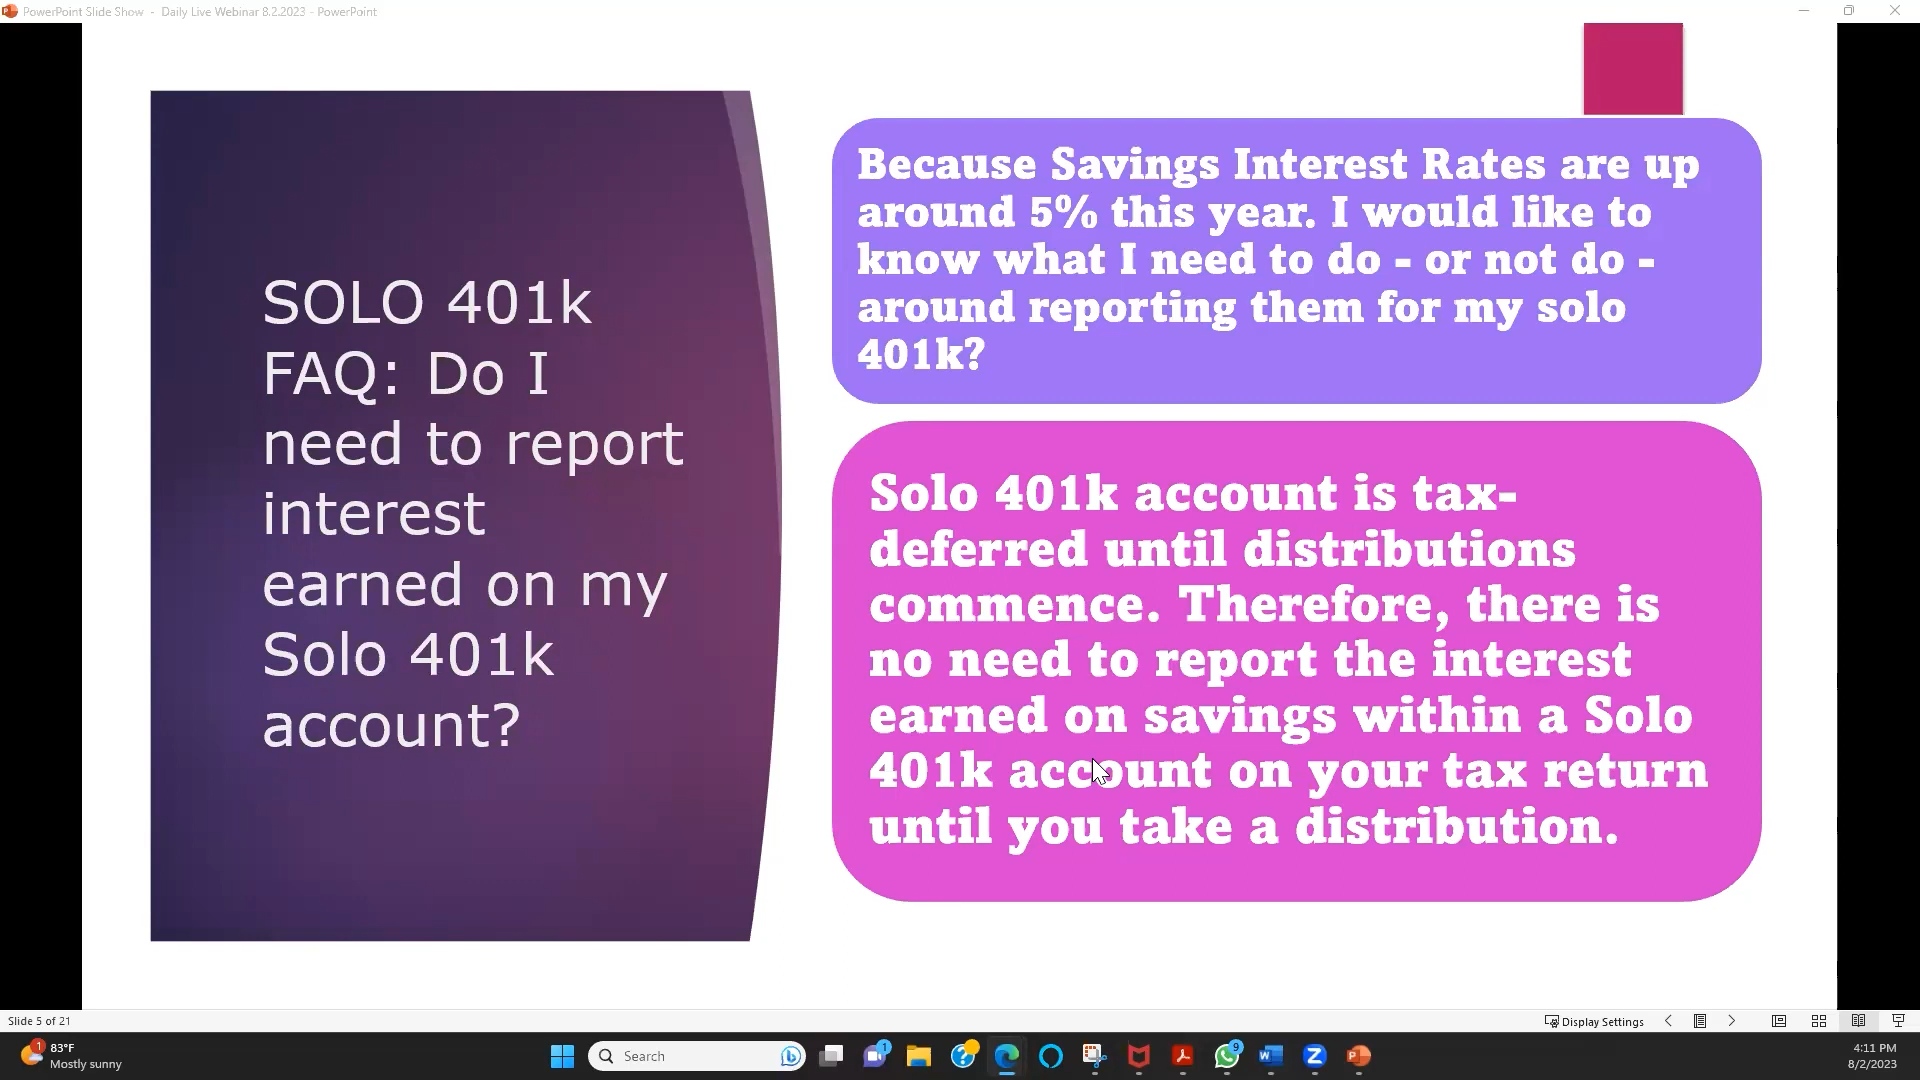 PowerPoint Slide Show - Daily Live Webinar 8.2.2023 - PowerPoint
SOLO 401k
FAQ: Do I
need to report
interest
earned on my
Solo 401k
account?
Because Savings Interest Rates are up
around 5% this year. I would like to
know what I need to do - or not do -
around reporting them for my solo
401k?
Solo 401k account is tax-
deferred until distributions
commence. Therefore, there is
no need to report the interest
earned on savings within a Solo
401k account on your tax return
until you take a distribution.
Slide 5 of 21
Display Settings
1
83°F
Mostly sunny
Search
1
9
4:11 PM
8/2/2023